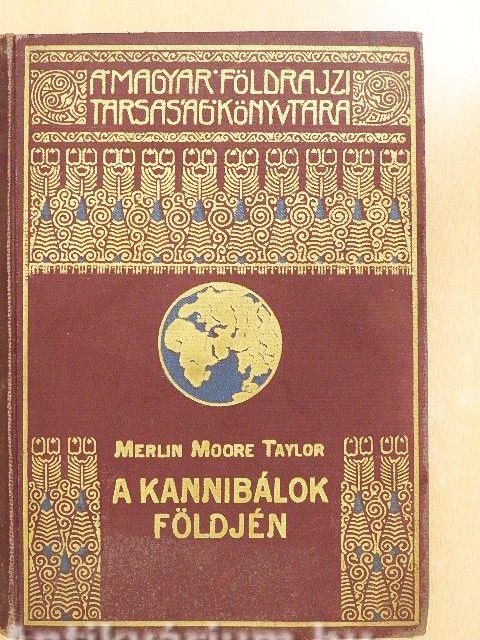 A MAGYAR FÖLDRAJZI
TÁRSASÁG KÖNYVTÁRA
MERLIN MOORE TAYLOR
A KANNIBÁLOK
FÖLDJÉN